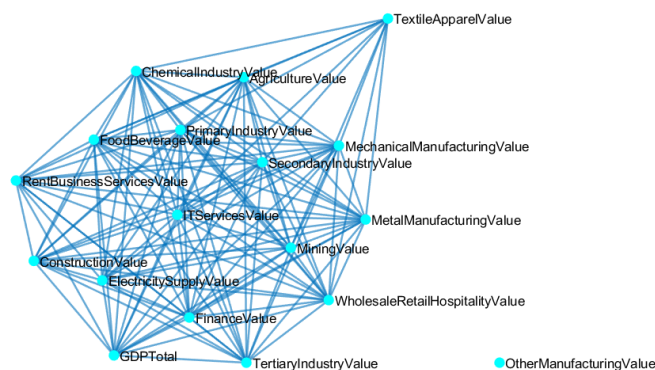 TextileApparelValue
ChemicalIndustryValue
AgricultureValue
PrimaryIndustryValue
FoodBeverageValue
MechanicalManufacturingValue
SecondaryIndustryValue
RentBusinessServicesValue
ITServicesValue
MetalManufacturingValue
MiningValue
ConstructionValue
ElectricitySupplyValue
WholesaleRetailHospitalityValue
FinanceValue
GDPTotal
TertiaryIndustryValue
OtherManufacturingValue